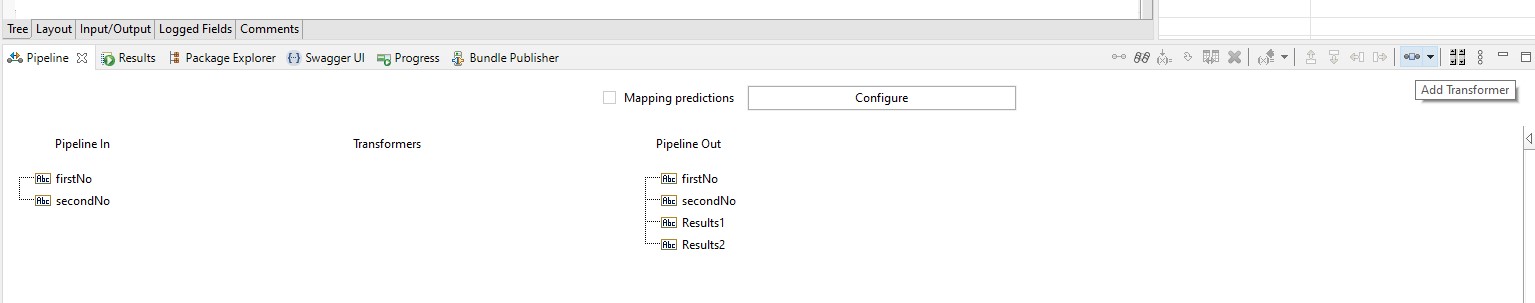 Tree Layout Input/Output Logged Fields Comments
Pipeline Results Package Explorer Swagger UI Progress Bundle Publisher
Add Transformer
Mapping predictions Configure
Pipeline In Transformers Pipeline Out
Abc firstNo Abc firstNo
Abc secondNo Abc secondNo
Abc Results1
Abc Results2